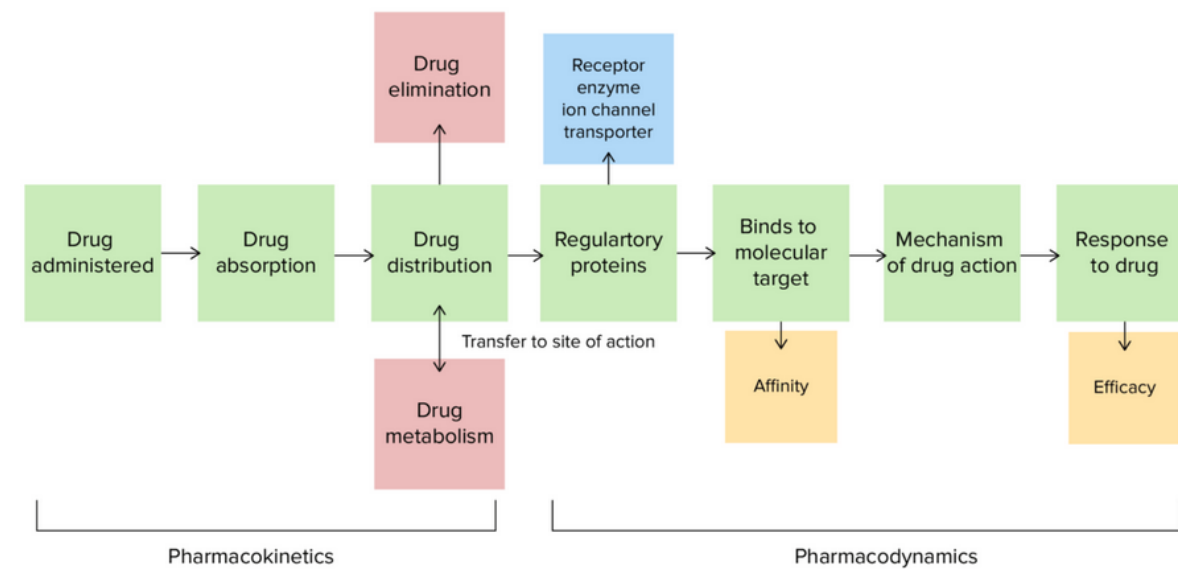 Drug
elimination
Receptor
enzyme
ion channel
transporter
Drug
administered
Drug
absorption
Drug
distribution
Regulartory
proteins
Binds to
molecular
target
Mechanism
of drug action
Response
to drug
Transfer to site of action
Drug
metabolism
Affinity
Efficacy
Pharmacokinetics
Pharmacodynamics